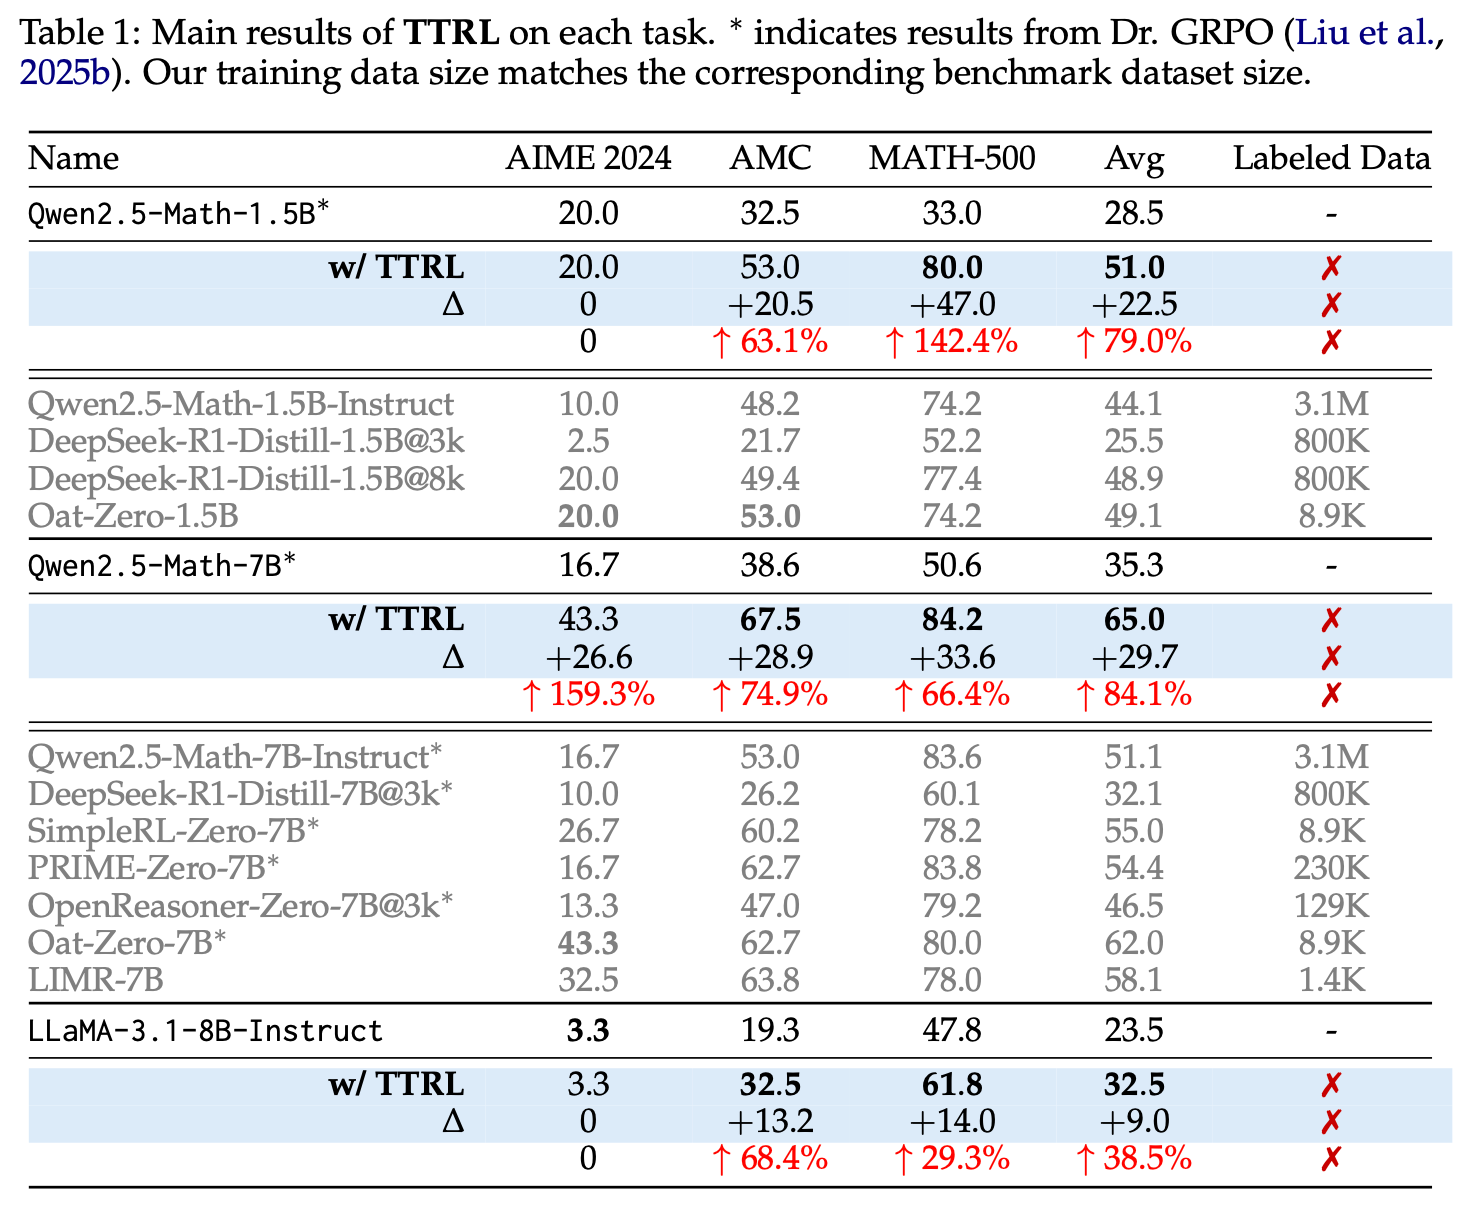 Table 1: Main results of TTRL on each task. * indicates results from Dr. GRPO (Liu et al.,
2025b). Our training data size matches the corresponding benchmark dataset size.
Name AIME 2024 AMC MATH-500 Avg Labeled Data
Qwen2.5-Math-1.5B* 20.0 32.5 33.0 28.5 -
w/ TTRL 20.0 53.0 80.0 51.0 ✗
Δ 0 +20.5 +47.0 +22.5 ✗
0 ↑ 63.1% ↑ 142.4% ↑ 79.0% ✗
Qwen2.5-Math-1.5B-Instruct 10.0 48.2 74.2 44.1 3.1M
DeepSeek-R1-Distill-1.5B@3k 2.5 21.7 52.2 25.5 800K
DeepSeek-R1-Distill-1.5B@8k 20.0 49.4 77.4 48.9 800K
Oat-Zero-1.5B 20.0 53.0 74.2 49.1 8.9K
Qwen2.5-Math-7B* 16.7 38.6 50.6 35.3 -
w/ TTRL 43.3 67.5 84.2 65.0 ✗
Δ +26.6 +28.9 +33.6 +29.7 ✗
↑ 159.3% ↑ 74.9% ↑ 66.4% ↑ 84.1% ✗
Qwen2.5-Math-7B-Instruct* 16.7 53.0 83.6 51.1 3.1M
DeepSeek-R1-Distill-7B@3k* 10.0 26.2 60.1 32.1 800K
SimpleRL-Zero-7B* 26.7 60.2 78.2 55.0 8.9K
PRIME-Zero-7B* 16.7 62.7 83.8 54.4 230K
OpenReasoner-Zero-7B@3k* 13.3 47.0 79.2 46.5 129K
Oat-Zero-7B* 43.3 62.7 80.0 62.0 8.9K
LIMR-7B 32.5 63.8 78.0 58.1 1.4K
LLaMA-3.1-8B-Instruct 3.3 19.3 47.8 23.5 -
w/ TTRL 3.3 32.5 61.8 32.5 ✗
Δ 0 +13.2 +14.0 +9.0 ✗
0 ↑ 68.4% ↑ 29.3% ↑ 38.5% ✗